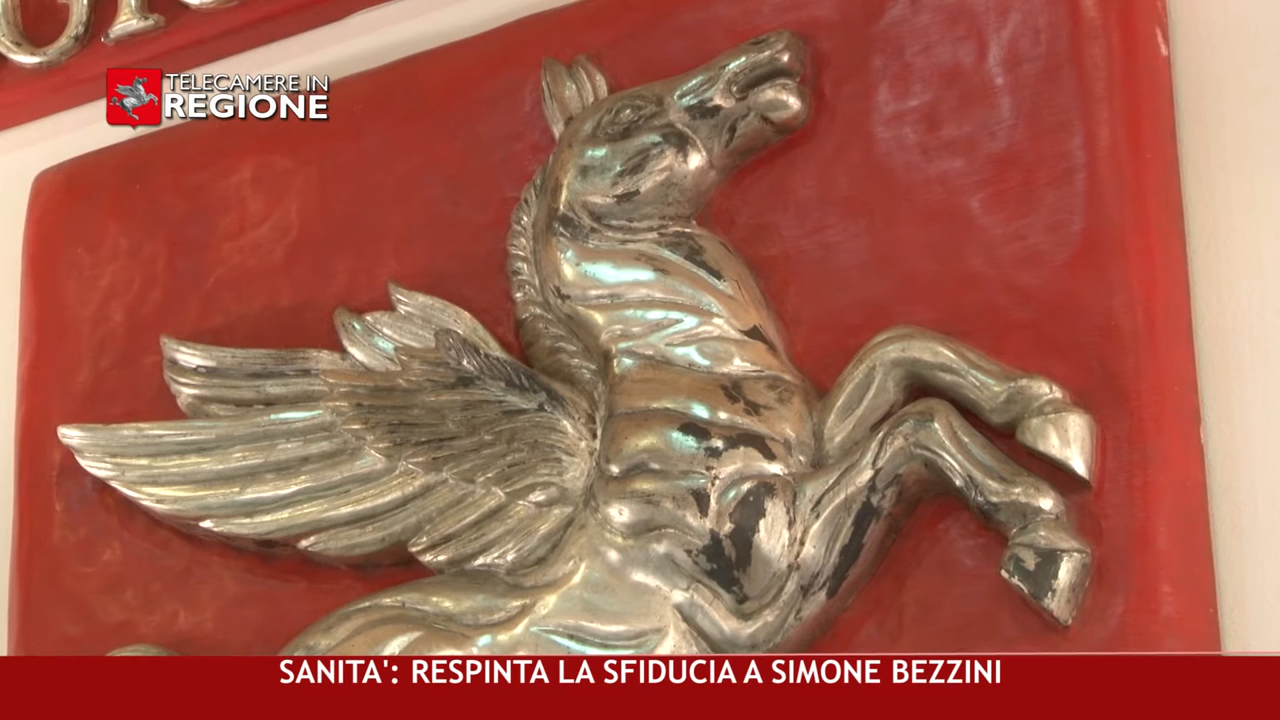 TELECAMERE IN
REGIONE
SANITA': RESPINTA LA SFIDUCIA A SIMONE BEZZINI